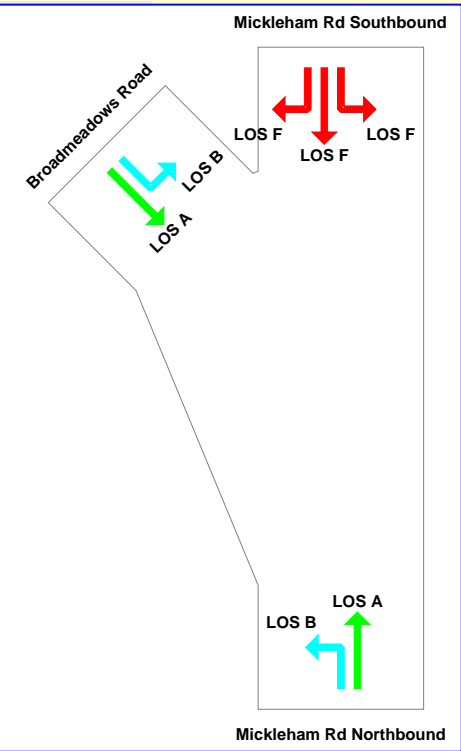 Mickleham Rd Southbound
Broadmeadows Road
LOS F
LOS F
LOS F
LOS B
LOS A
LOS A
LOS B
Mickleham Rd Northbound